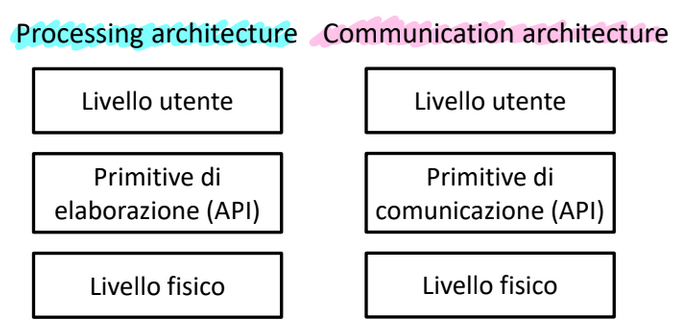 Processing architecture
Communication architecture
Livello utente
Livello utente
Primitive di
elaborazione (API)
Primitive di
comunicazione (API)
Livello fisico
Livello fisico